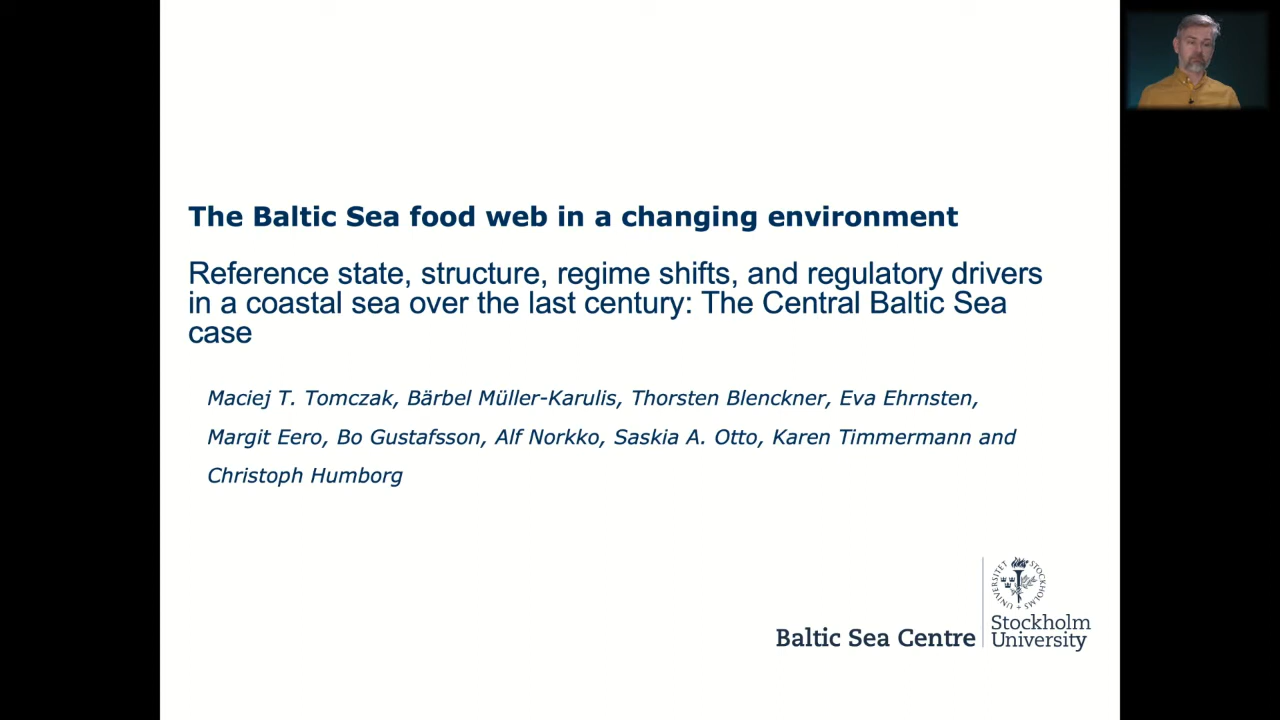 The Baltic Sea food web in a changing environment
Reference state, structure, regime shifts, and regulatory drivers
in a coastal sea over the last century: The Central Baltic Sea
case
Maciej T. Tomczak, Bärbel Müller-Karulis, Thorsten Blenckner, Eva Ehrnsten,
Margit Eero, Bo Gustafsson, Alf Norkko, Saskia A. Otto, Karen Timmermann and
Christoph Humborg
STOCKHOLMS UNIVERSITET
Baltic Sea Centre
Stockholm
University